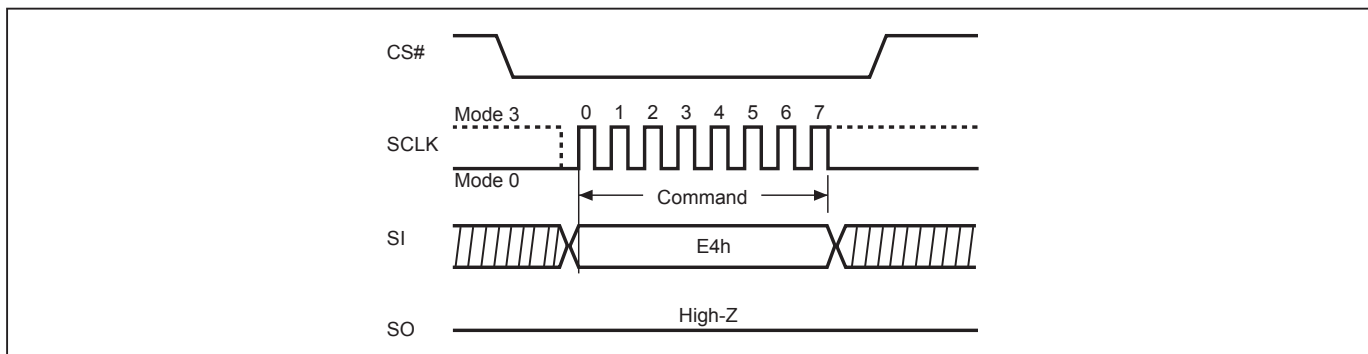 CS#
Mode 3
0 1 2 3 4 5 6 7
SCLK
Mode 0
Command
SI
E4h
High-Z
SO